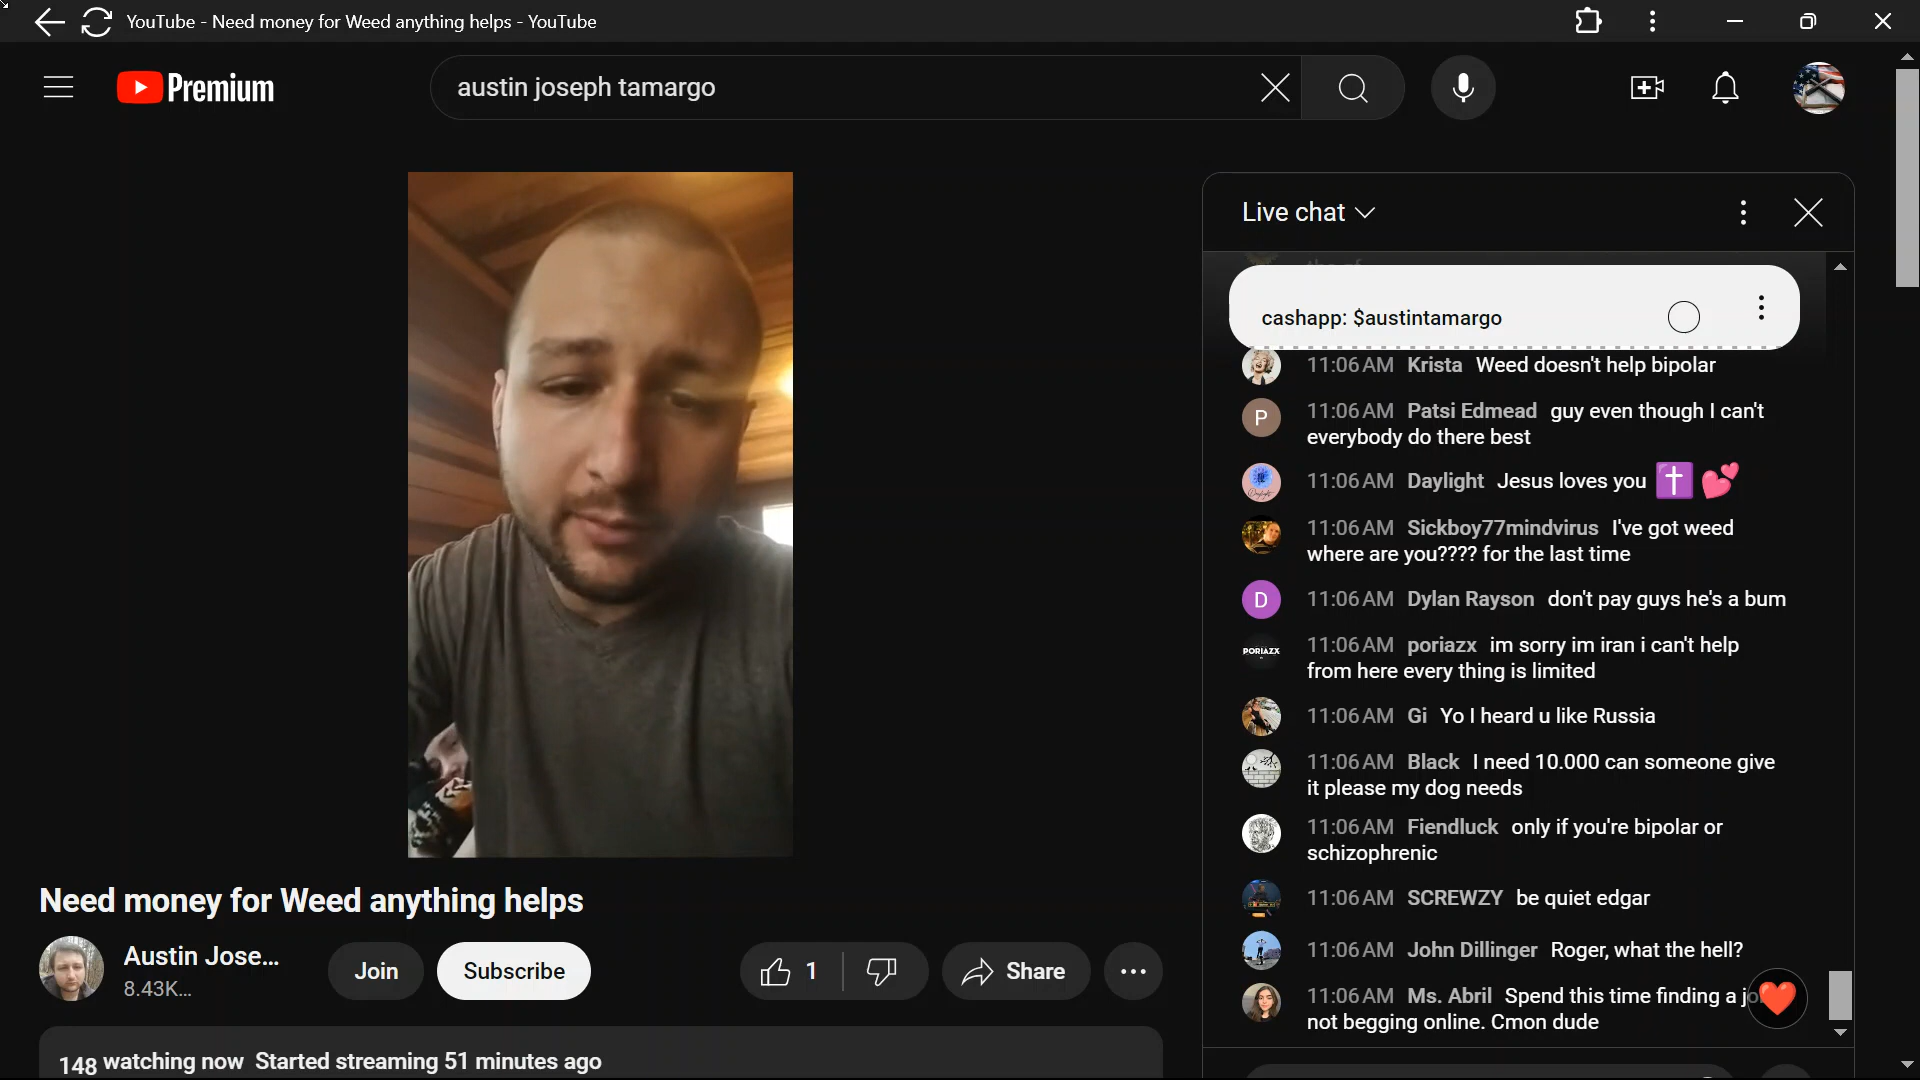 YouTube - Need money for Weed anything helps - YouTube
Premium
austin joseph tamargo
Live chat
cashapp: $austintamargo
11:06 AM Krista Weed doesn't help bipolar
P
11:06 AM Patsi Edmead guy even though I can't
everybody do there best
11:06 AM Daylight Jesus loves you ✝️ 💕
11:06 AM Sickboy77mindvirus I've got weed
where are you???? for the last time
D
11:06 AM Dylan Rayson don't pay guys he's a bum
PORIAZX
11:06 AM poriazx im sorry im iran i can't help
from here every thing is limited
11:06 AM Gi Yo I heard u like Russia
11:06 AM Black I need 10.000 can someone give
it please my dog needs
11:06 AM Fiendluck only if you're bipolar or
schizophrenic
11:06 AM SCREWZY be quiet edgar
11:06 AM John Dillinger Roger, what the hell?
11:06 AM Ms. Abril Spend this time finding a jo
not begging online. Cmon dude
Need money for Weed anything helps
Austin Jose...
8.43K...
Join
Subscribe
1
Share
148 watching now Started streaming 51 minutes ago